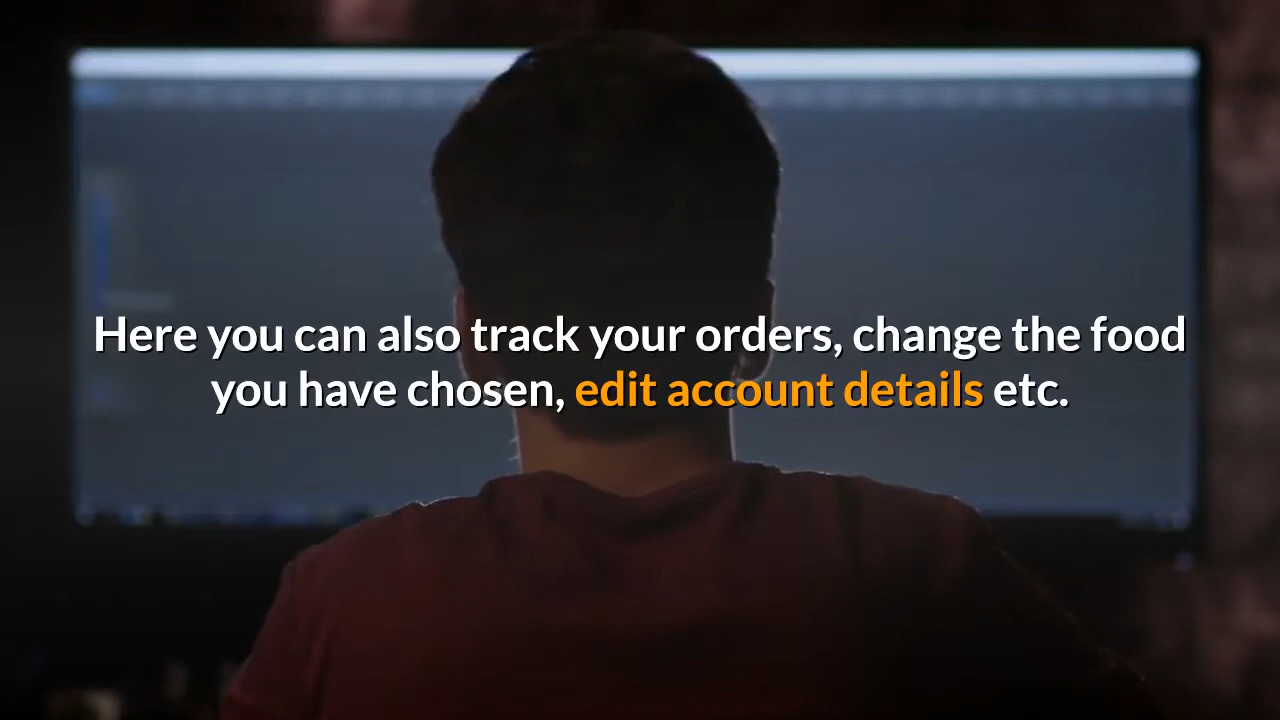 Here you can also track your orders, change the food
you have chosen, edit account details etc.